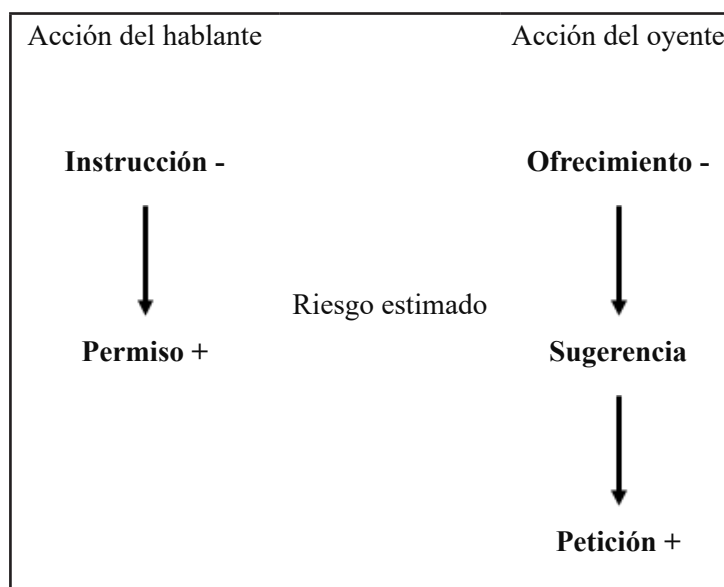 Acción del hablante
Acción del oyente
Instrucción -
Ofrecimiento -
Riesgo estimado
Permiso +
Sugerencia
Petición +